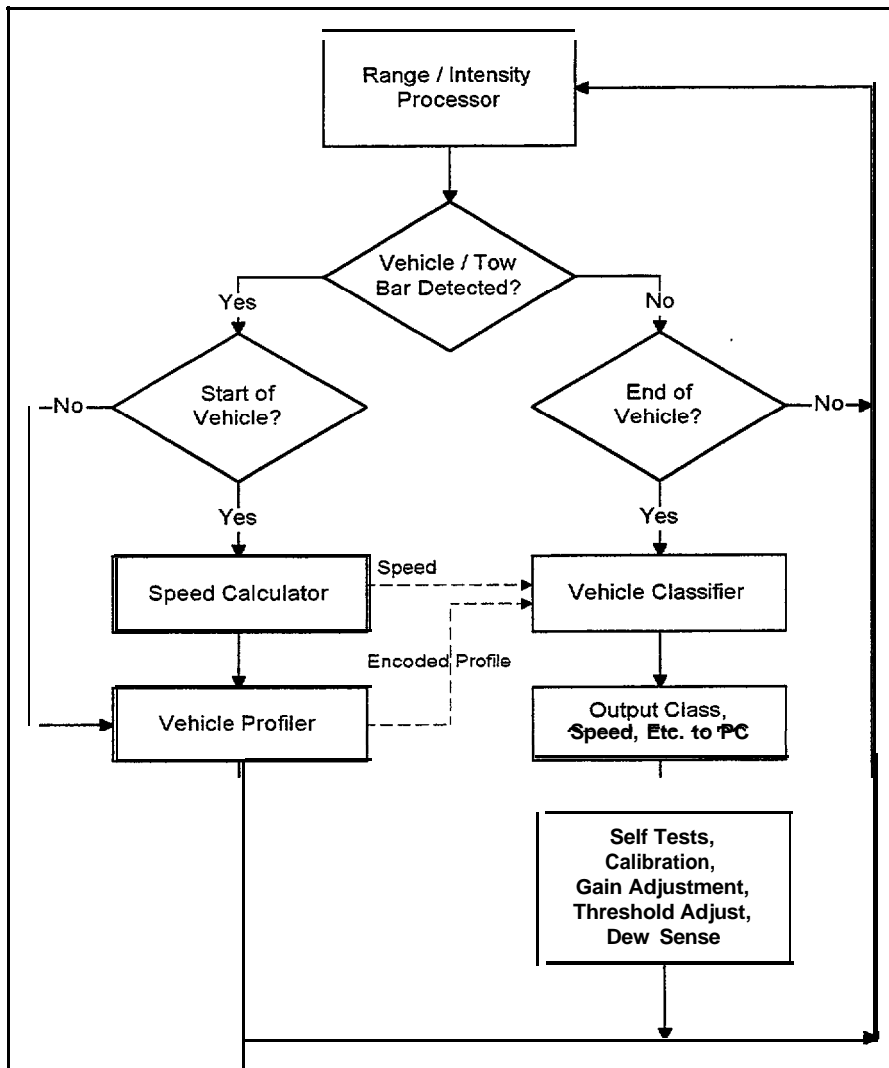 Range / Intensity
Processor
Vehicle / Tow
Bar Detected?
Yes
No
Start of
Vehicle?
End of
Vehicle?
No
No
Yes
Yes
Speed Calculator
Speed
Vehicle Classifier
Encoded Profile
Vehicle Profiler
Output Class,
Speed, Etc. to PC
Self Tests,
Calibration,
Gain Adjustment,
Threshold Adjust,
Dew Sense